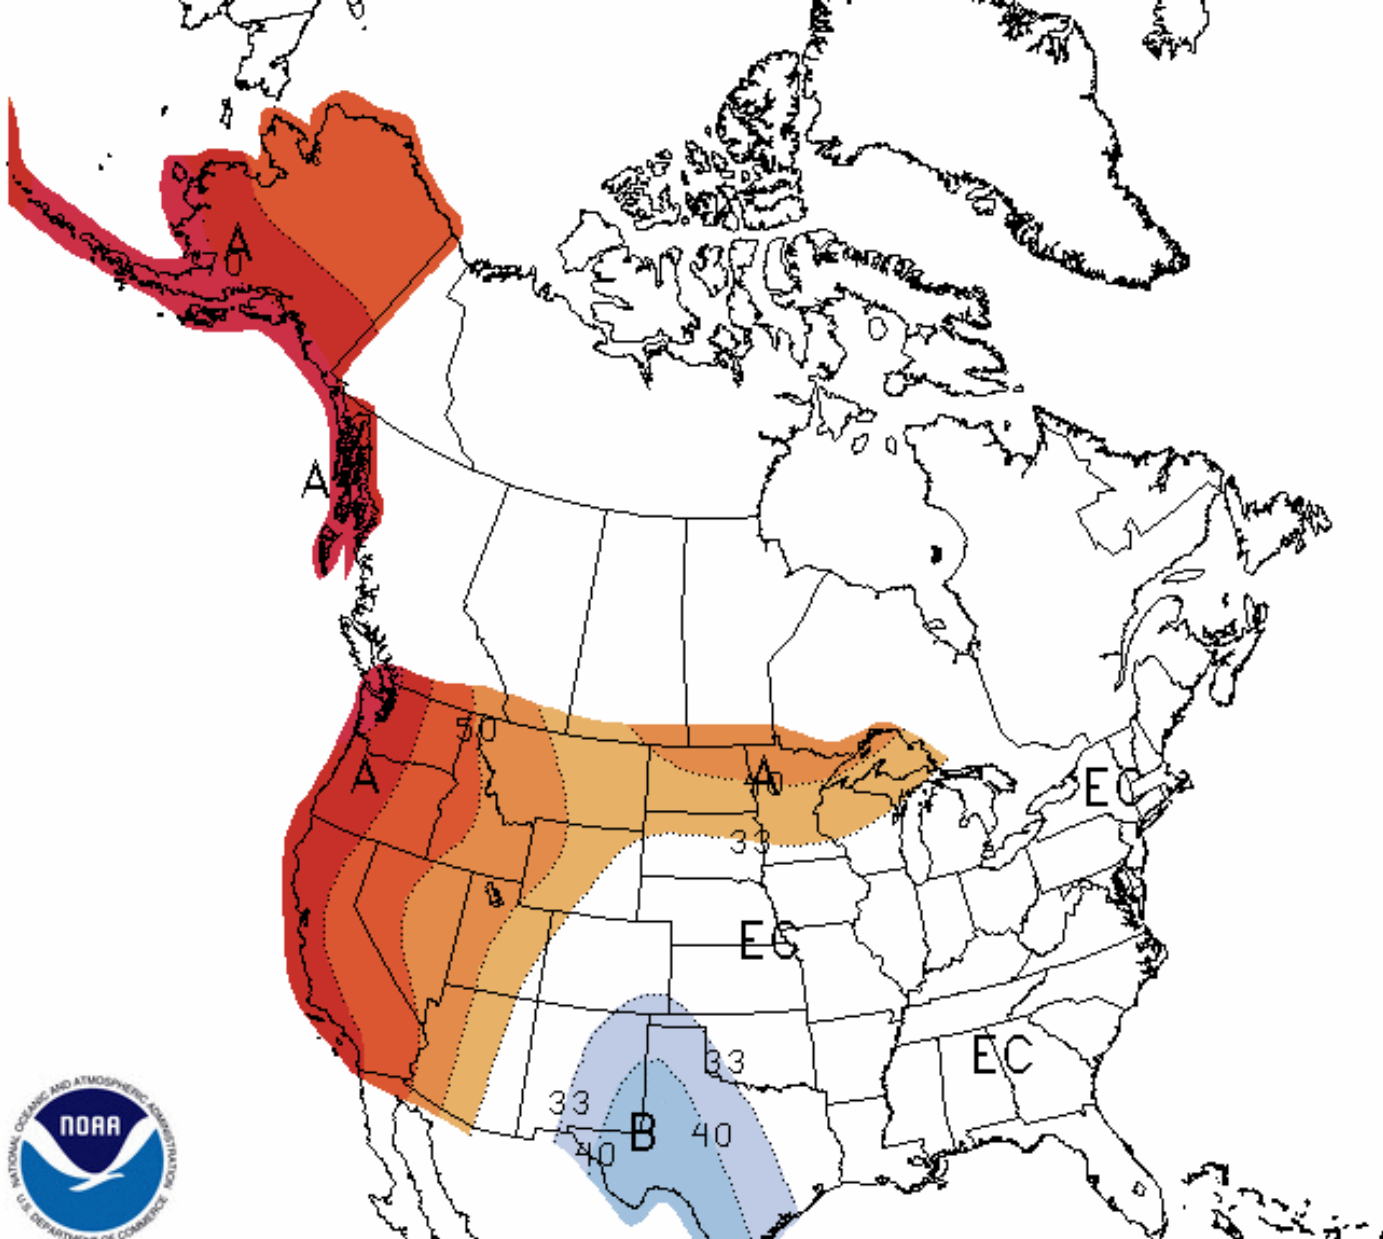 A
0
A
50
A
A
40
EC
33
EC
EC
33
33
B
40
40
NOAA
NATIONAL OCEANIC AND ATMOSPHERIC ADMINISTRATION
U.S. DEPARTMENT OF COMMERCE